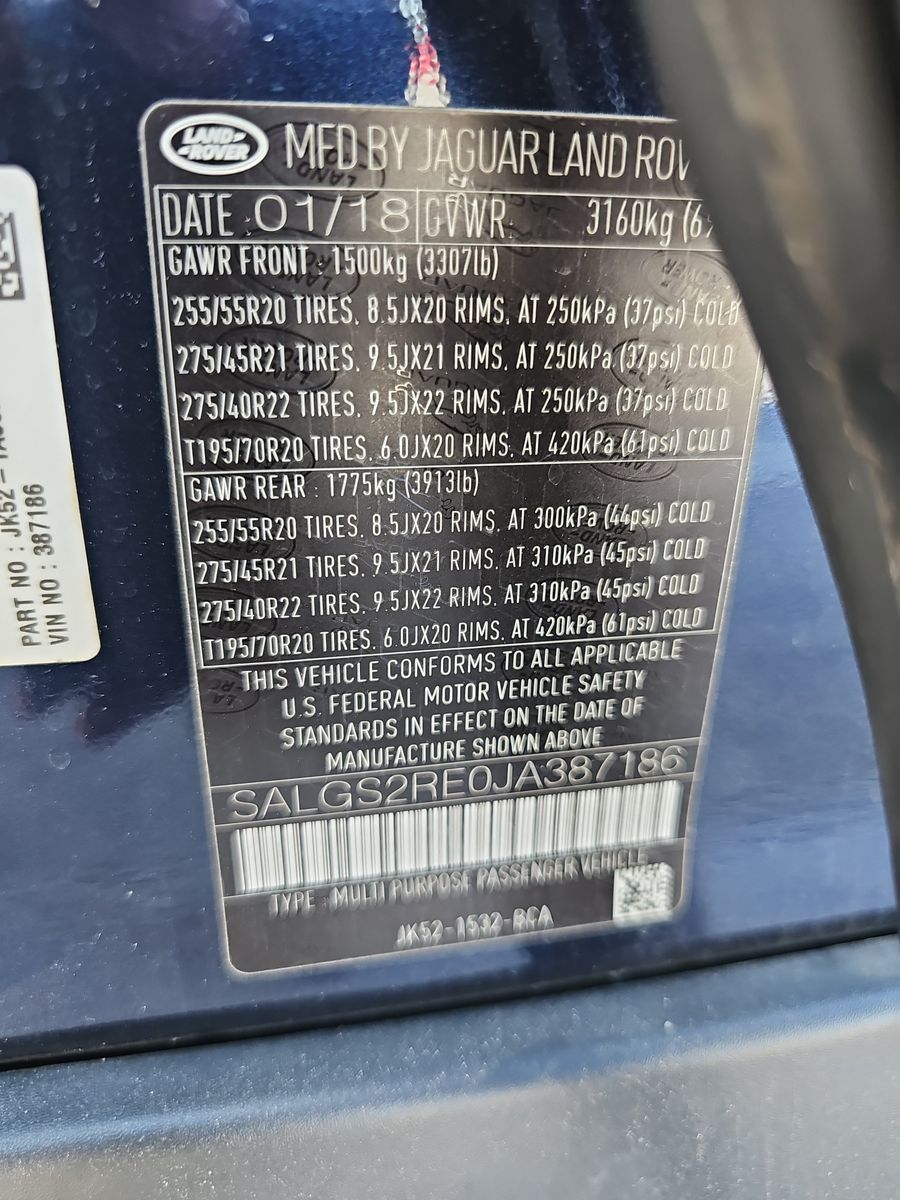 LAND ROVER
MFD.BY JAGUAR LAND ROV
DATE : 01/18 GVWR 3160kg (6
GAWR FRONT : 1500kg (3307lb)
255/55R20 TIRES, 8.5JX20 RIMS, AT 250kPa (37psi) COLD
275/45R21 TIRES, 9.5JX21 RIMS, AT 250kPa (37psi) COLD
275/40R22 TIRES, 9.5JX22 RIMS, AT 250kPa (37psi) COLD
T195/70R20 TIRES, 6.0JX20 RIMS, AT 420kPa (61psi) COLD
GAWR REAR : 1775kg (3913lb)
255/55R20 TIRES, 8.5JX20 RIMS, AT 300kPa (44psi) COLD
275/45R21 TIRES, 9.5JX21 RIMS, AT 310kPa (45psi) COLD
275/40R22 TIRES, 9.5JX22 RIMS, AT 310kPa (45psi) COLD
T195/70R20 TIRES, 6.0JX20 RIMS, AT 420kPa (61psi) COLD
THIS VEHICLE CONFORMS TO ALL APPLICABLE
U.S. FEDERAL MOTOR VEHICLE SAFETY
STANDARDS IN EFFECT ON THE DATE OF
MANUFACTURE SHOWN ABOVE
SALGS2RE0JA387186
TYPE : MULTI PURPOSE PASSENGER VEHICLE
JK52-1532-BCA
PART NO : JK52-
VIN NO : 387186